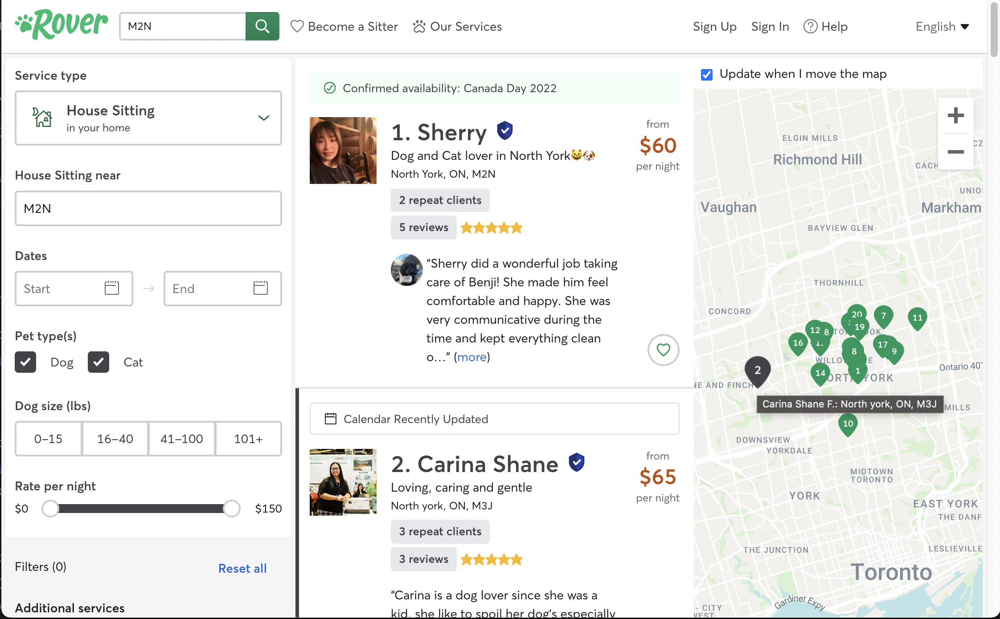 Rover
M2N
Become a Sitter
Our Services
Sign Up
Sign In
Help
English
Service type
House Sitting
in your home
House Sitting near
M2N
Dates
Start
End
Pet type(s)
Dog
Cat
Dog size (lbs)
0–15
16–40
41–100
101+
Rate per night
$0
$150
Filters (0)
Reset all
Additional services
Confirmed availability: Canada Day 2022
1. Sherry
Dog and Cat lover in North York😺🐶
North York, ON, M2N
from
$60
per night
2 repeat clients
5 reviews
“Sherry did a wonderful job taking
care of Benji! She made him feel
comfortable and happy. She was
very communicative during the
time and kept everything clean
o…” (more)
Calendar Recently Updated
2. Carina Shane
Loving, caring and gentle
North york, ON, M3J
from
$65
per night
3 repeat clients
3 reviews
“Carina is a dog lover since she was a
kid, she like to spoil her dog’s especially
Update when I move the map
ELGIN MILLS
Richmond Hill
CACH
UNIO
Vaughan
Markham
BAYVIEW GLEN
THORNHILL
CONCORD
20
7
11
19
12
16
17
9
8
2
14
1
Ontario 401
NE AND FINCH
Carina Shane F.: North york, ON, M3J
MILLS
10
DOWNSVIEW
YORKDALE
MIDTOWN
TORONTO
YORK
EAST YORK
THE DANF
THE JUNCTION
LESLIEVILLE
Toronto
Gardiner Expy
- CITY
WEST